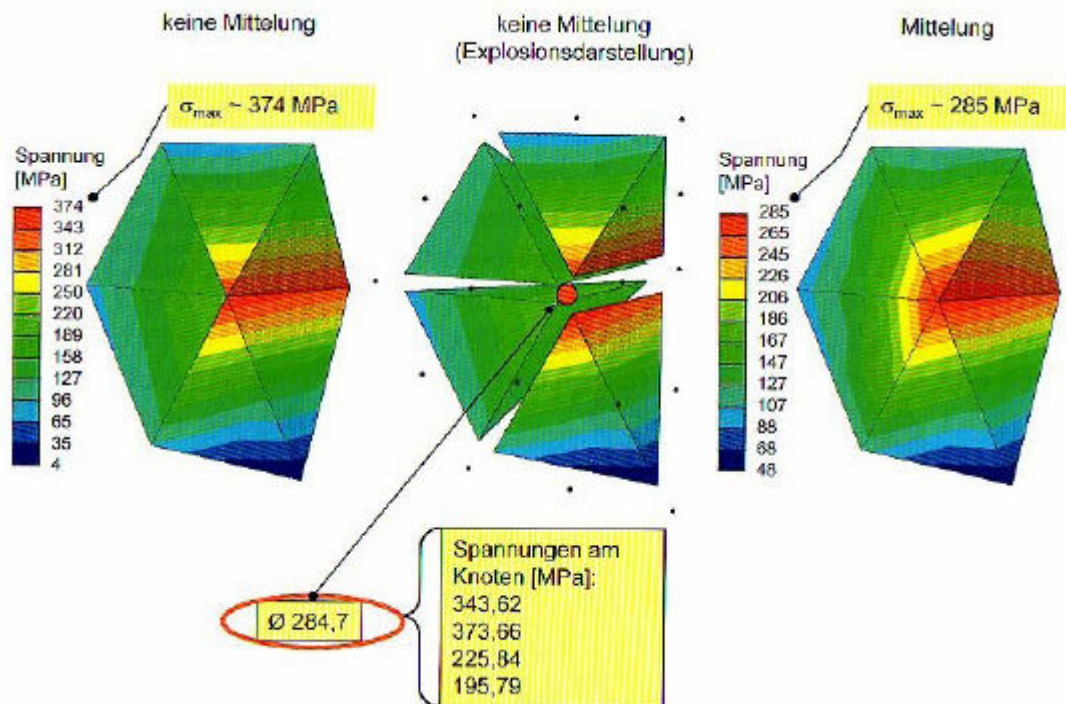 keine Mittelung
keine Mittelung
(Explosionsdarstellung)
Mittelung
σmax ~ 374 MPa
σmax ~ 285 MPa
Spannung
[MPa]
374
343
312
281
250
220
189
158
127
96
65
35
4
Spannung
[MPa]
285
265
245
226
206
186
167
147
127
107
88
68
48
Ø 284,7
Spannungen am
Knoten [MPa]:
343,62
373,66
225,84
195,79